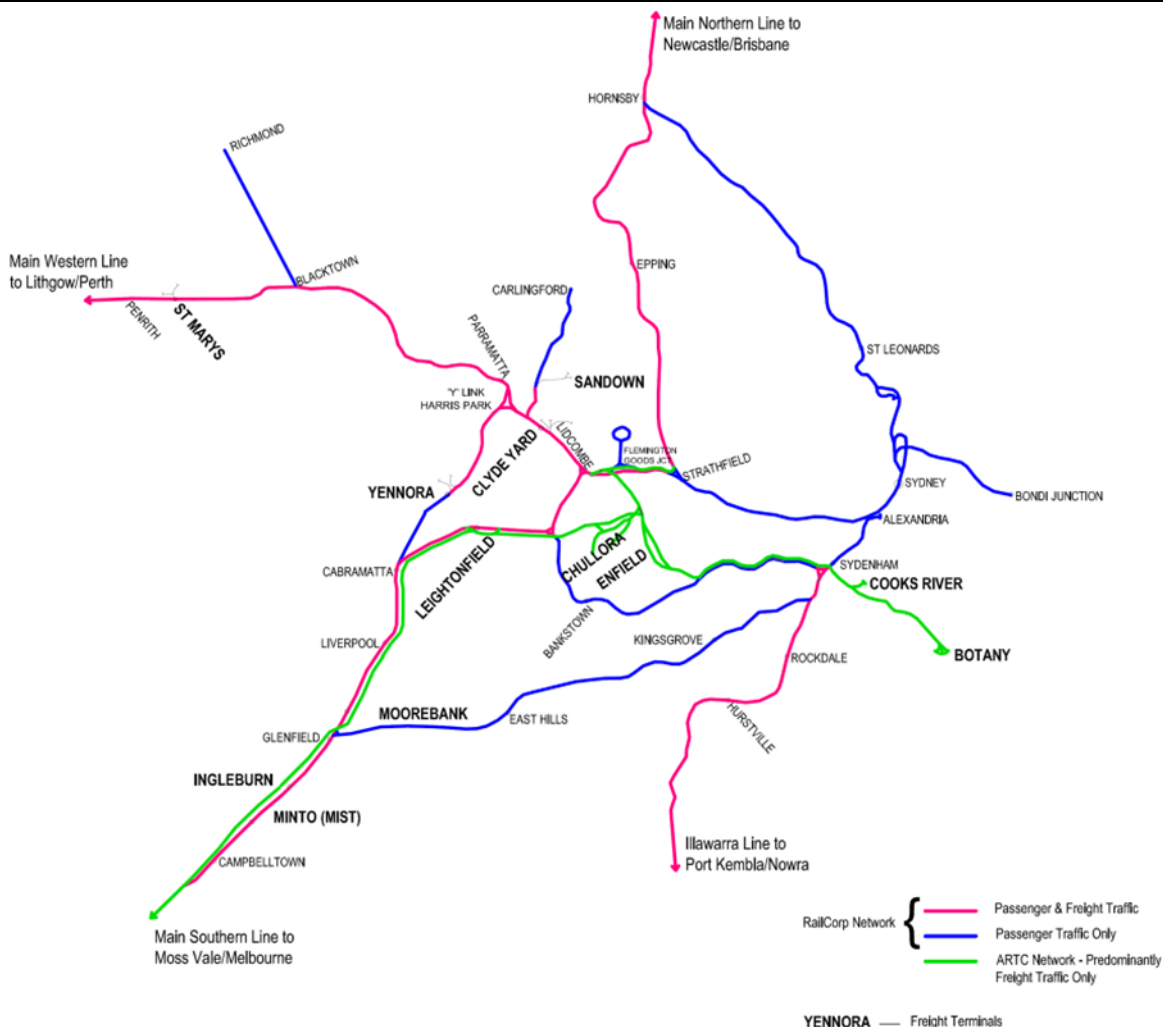 Main Northern Line to
Newcastle/Brisbane
HORNSBY
RICHMOND
Main Western Line
to Lithgow/Perth
BLACKTOWN
EPPING
CARLINGFORD
PENRITH
ST MARYS
PARRAMATTA
ST LEONARDS
"Y" LINK
HARRIS PARK
SANDOWN
CLYDE YARD
LIDCOMBE
FLEMINGTON
GOODS JCT
STRATHFIELD
YENNORA
SYDNEY
BONDI JUNCTION
ALEXANDRIA
CABRAMATTA
LEIGHTONFIELD
CHULLORA
ENFIELD
SYDENHAM
COOKS RIVER
BANKSTOWN
KINGSGROVE
LIVERPOOL
ROCKDALE
BOTANY
MOOREBANK
EAST HILLS
HURSTVILLE
GLENFIELD
INGLEBURN
MINTO (MIST)
CAMPBELLTOWN
Illawarra Line to
Port Kembla/Nowra
Main Southern Line to
Moss Vale/Melbourne
RailCorp Network
Passenger & Freight Traffic
Passenger Traffic Only
ARTC Network - Predominantly
Freight Traffic Only
YENNORA — Freight Terminals